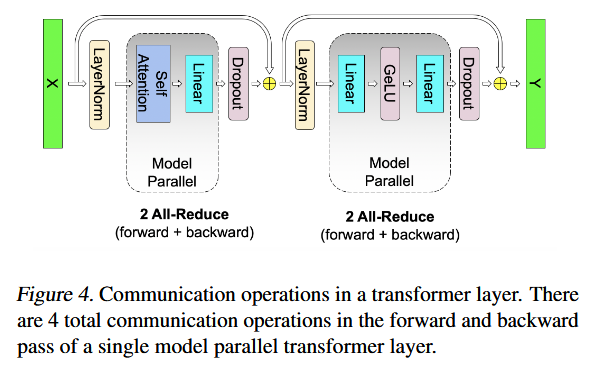 X
LayerNorm
Self
Attention
Linear
Dropout
LayerNorm
Linear
GeLU
Linear
Dropout
Y
Model
Parallel
Model
Parallel
2 All-Reduce
(forward + backward)
2 All-Reduce
(forward + backward)
Figure 4. Communication operations in a transformer layer. There
are 4 total communication operations in the forward and backward
pass of a single model parallel transformer layer.